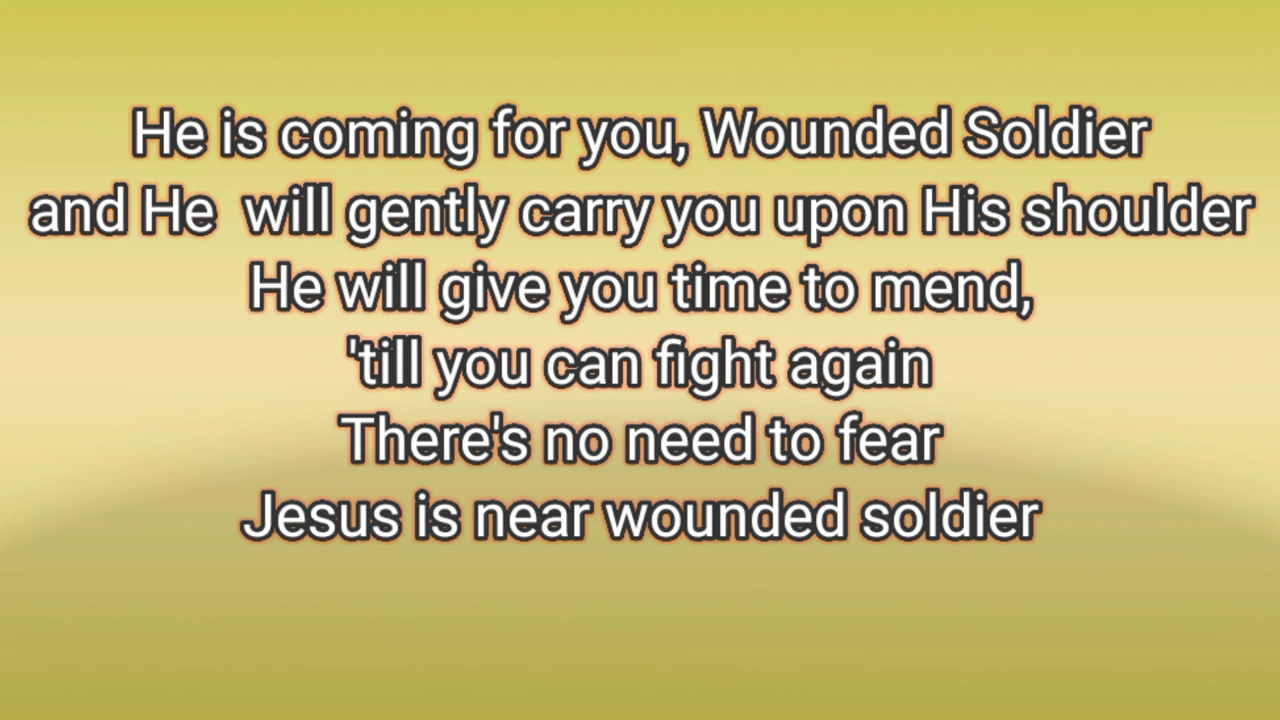 He is coming for you, Wounded Soldier
and He  will gently carry you upon His shoulder
He will give you time to mend,
'till you can fight again
There's no need to fear
Jesus is near wounded soldier